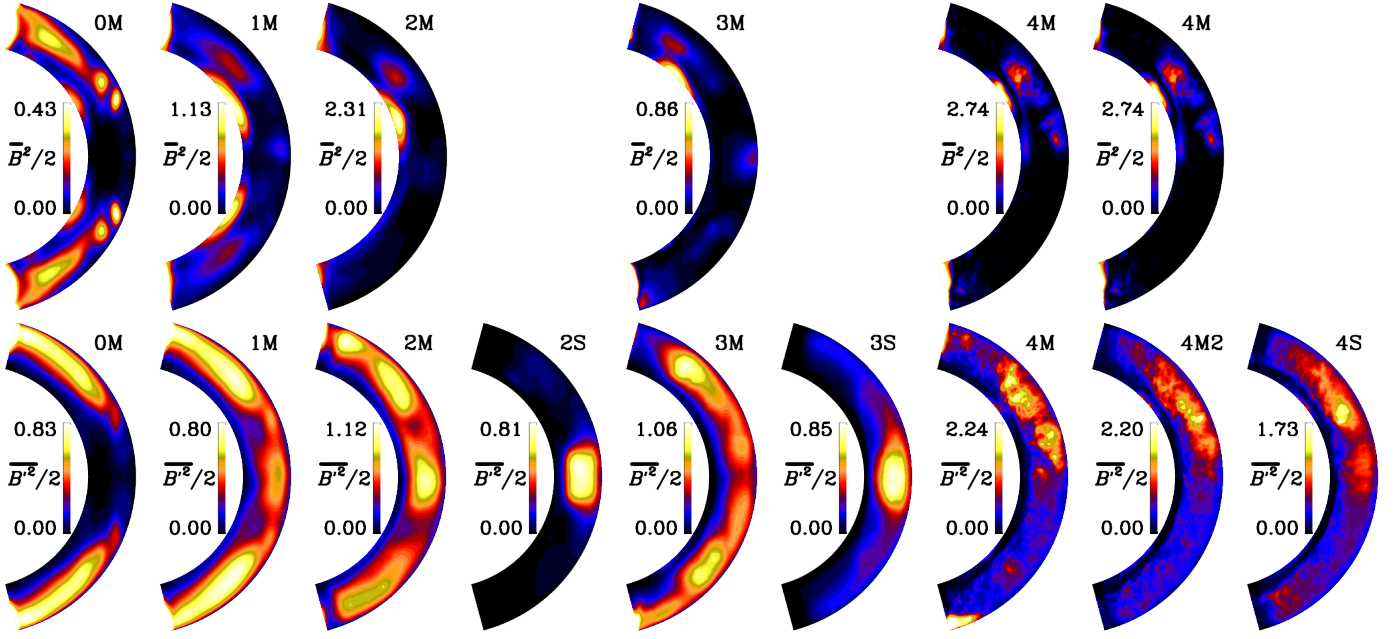 0M 1M 2M 3M 4M 4M
0.43 1.13 2.31 0.86 2.74 2.74
B̅²/2 B̅²/2 B̅²/2 B̅²/2 B̅²/2 B̅²/2
0.00 0.00 0.00 0.00 0.00 0.00
0M 1M 2M 2S 3M 3S 4M 4M2 4S
0.83 0.80 1.12 0.81 1.06 0.85 2.24 2.20 1.73
B̅'̅²̅/2 B̅'̅²̅/2 B̅'̅²̅/2 B̅'̅²̅/2 B̅'̅²̅/2 B̅'̅²̅/2 B̅'̅²̅/2 B̅'̅²̅/2 B̅'̅²̅/2
0.00 0.00 0.00 0.00 0.00 0.00 0.00 0.00 0.00